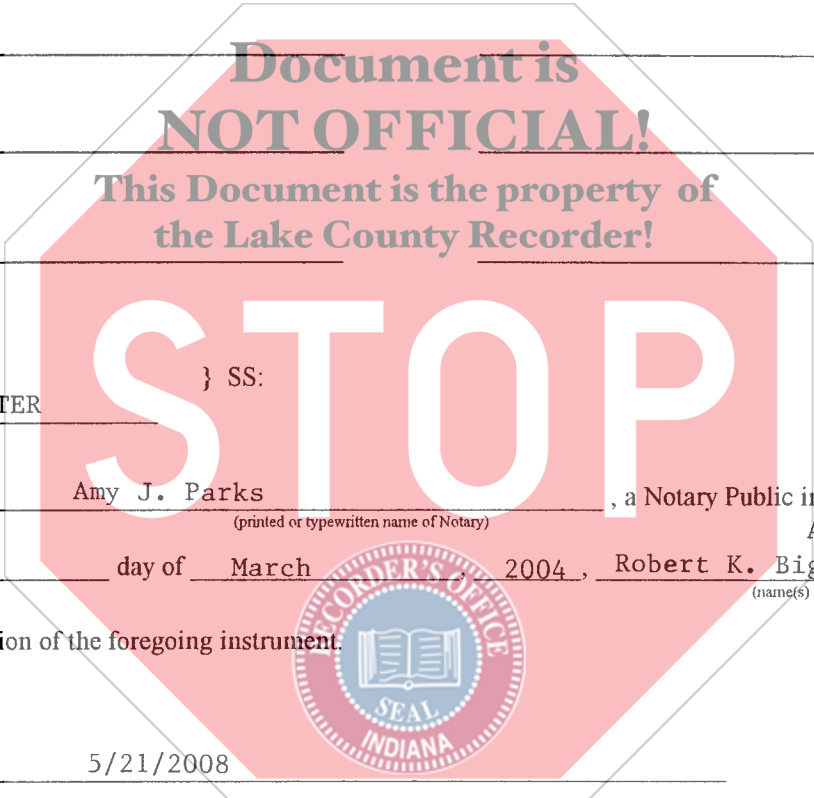 Document is
NOT OFFICIAL!
This Document is the property of
the Lake County Recorder!
STOP
} SS:
TER
Amy J. Parks , a Notary Public in
(printed or typewritten name of Notary)
day of March , 2004 , Robert K. Big
(name(s)
ion of the foregoing instrument.
RECORDER'S OFFICE
SEAL
INDIANA
5/21/2008